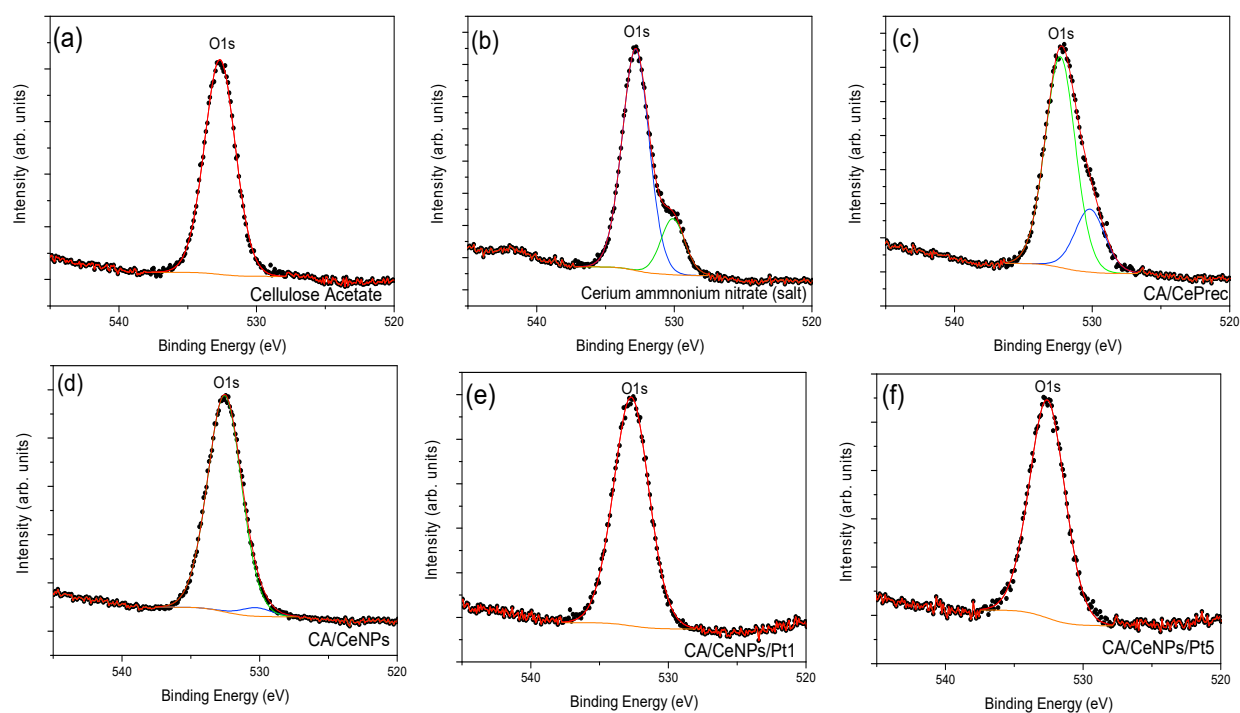 (a)
O1s
Intensity (arb. units)
Cellulose Acetate
540 530 520
Binding Energy (eV)
(b)
O1s
Intensity (arb. units)
Cerium ammnonium nitrate (salt)
540 530 520
Binding Energy (eV)
(c)
O1s
Intensity (arb. units)
CA/CePrec
540 530 520
Binding Energy (eV)
(d)
O1s
Intensity (arb. units)
CA/CeNPs
540 530 520
Binding Energy (eV)
(e)
O1s
Intensity (arb. units)
CA/CeNPs/Pt1
540 530 520
Binding Energy (eV)
(f)
O1s
Intensity (arb. units)
CA/CeNPs/Pt5
540 530 520
Binding Energy (eV)